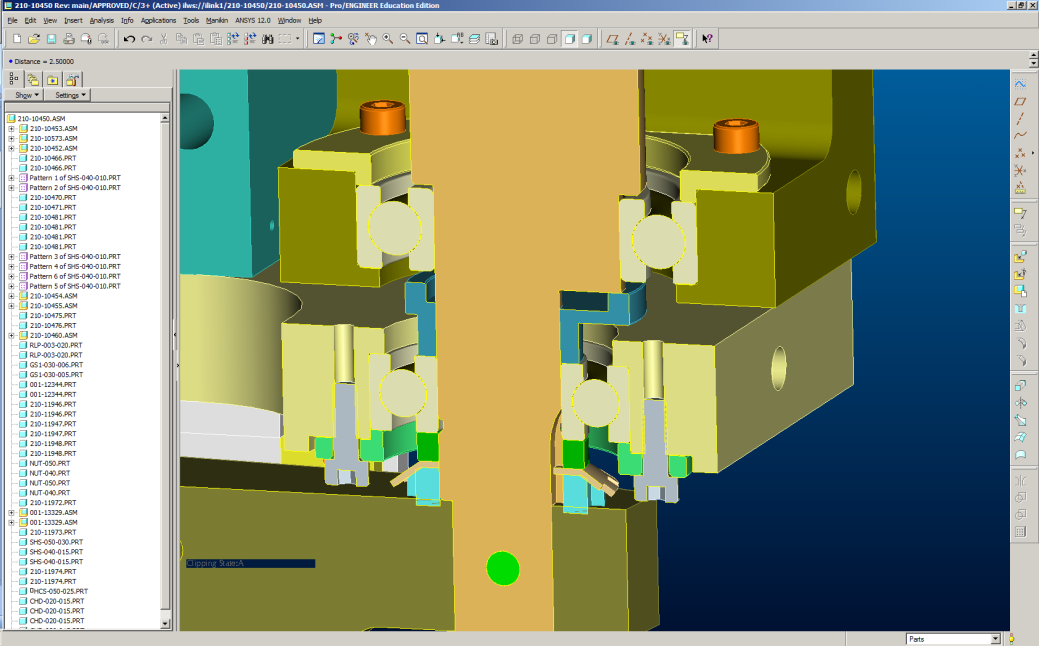 210-10450 Rev: main/APPROVED/C/3+ (Active) ilws://ilink1/210-10450/210-10450.ASM - Pro/ENGINEER Education Edition
File Edit View Insert Analysis Info Applications Tools Manikin ANSYS 12.0 Window Help
• Distance = 2.50000
Show Settings
210-10450.ASM
210-10453.ASM
210-10573.ASM
210-10452.ASM
210-10466.PRT
210-10466.PRT
Pattern 1 of SHS-040-010.PRT
Pattern 2 of SHS-040-010.PRT
210-10470.PRT
210-10471.PRT
210-10481.PRT
210-10481.PRT
210-10481.PRT
210-10481.PRT
Pattern 3 of SHS-040-010.PRT
Pattern 4 of SHS-040-010.PRT
Pattern 6 of SHS-040-010.PRT
Pattern 5 of SHS-040-010.PRT
210-10454.ASM
210-10455.ASM
210-10475.PRT
210-10476.PRT
210-10460.ASM
RLP-003-020.PRT
RLP-003-020.PRT
GS1-030-006.PRT
GS1-030-005.PRT
001-12344.PRT
001-12344.PRT
210-11946.PRT
210-11946.PRT
210-11947.PRT
210-11947.PRT
210-11948.PRT
210-11948.PRT
NUT-050.PRT
NUT-040.PRT
NUT-050.PRT
NUT-040.PRT
210-11972.PRT
001-13329.ASM
001-13329.ASM
210-11973.PRT
SHS-050-030.PRT
SHS-040-015.PRT
SHS-040-015.PRT
210-11974.PRT
210-11974.PRT
HCS-050-025.PRT
CHD-020-015.PRT
CHD-020-015.PRT
CHD-020-015.PRT
Clipping State:A
Parts